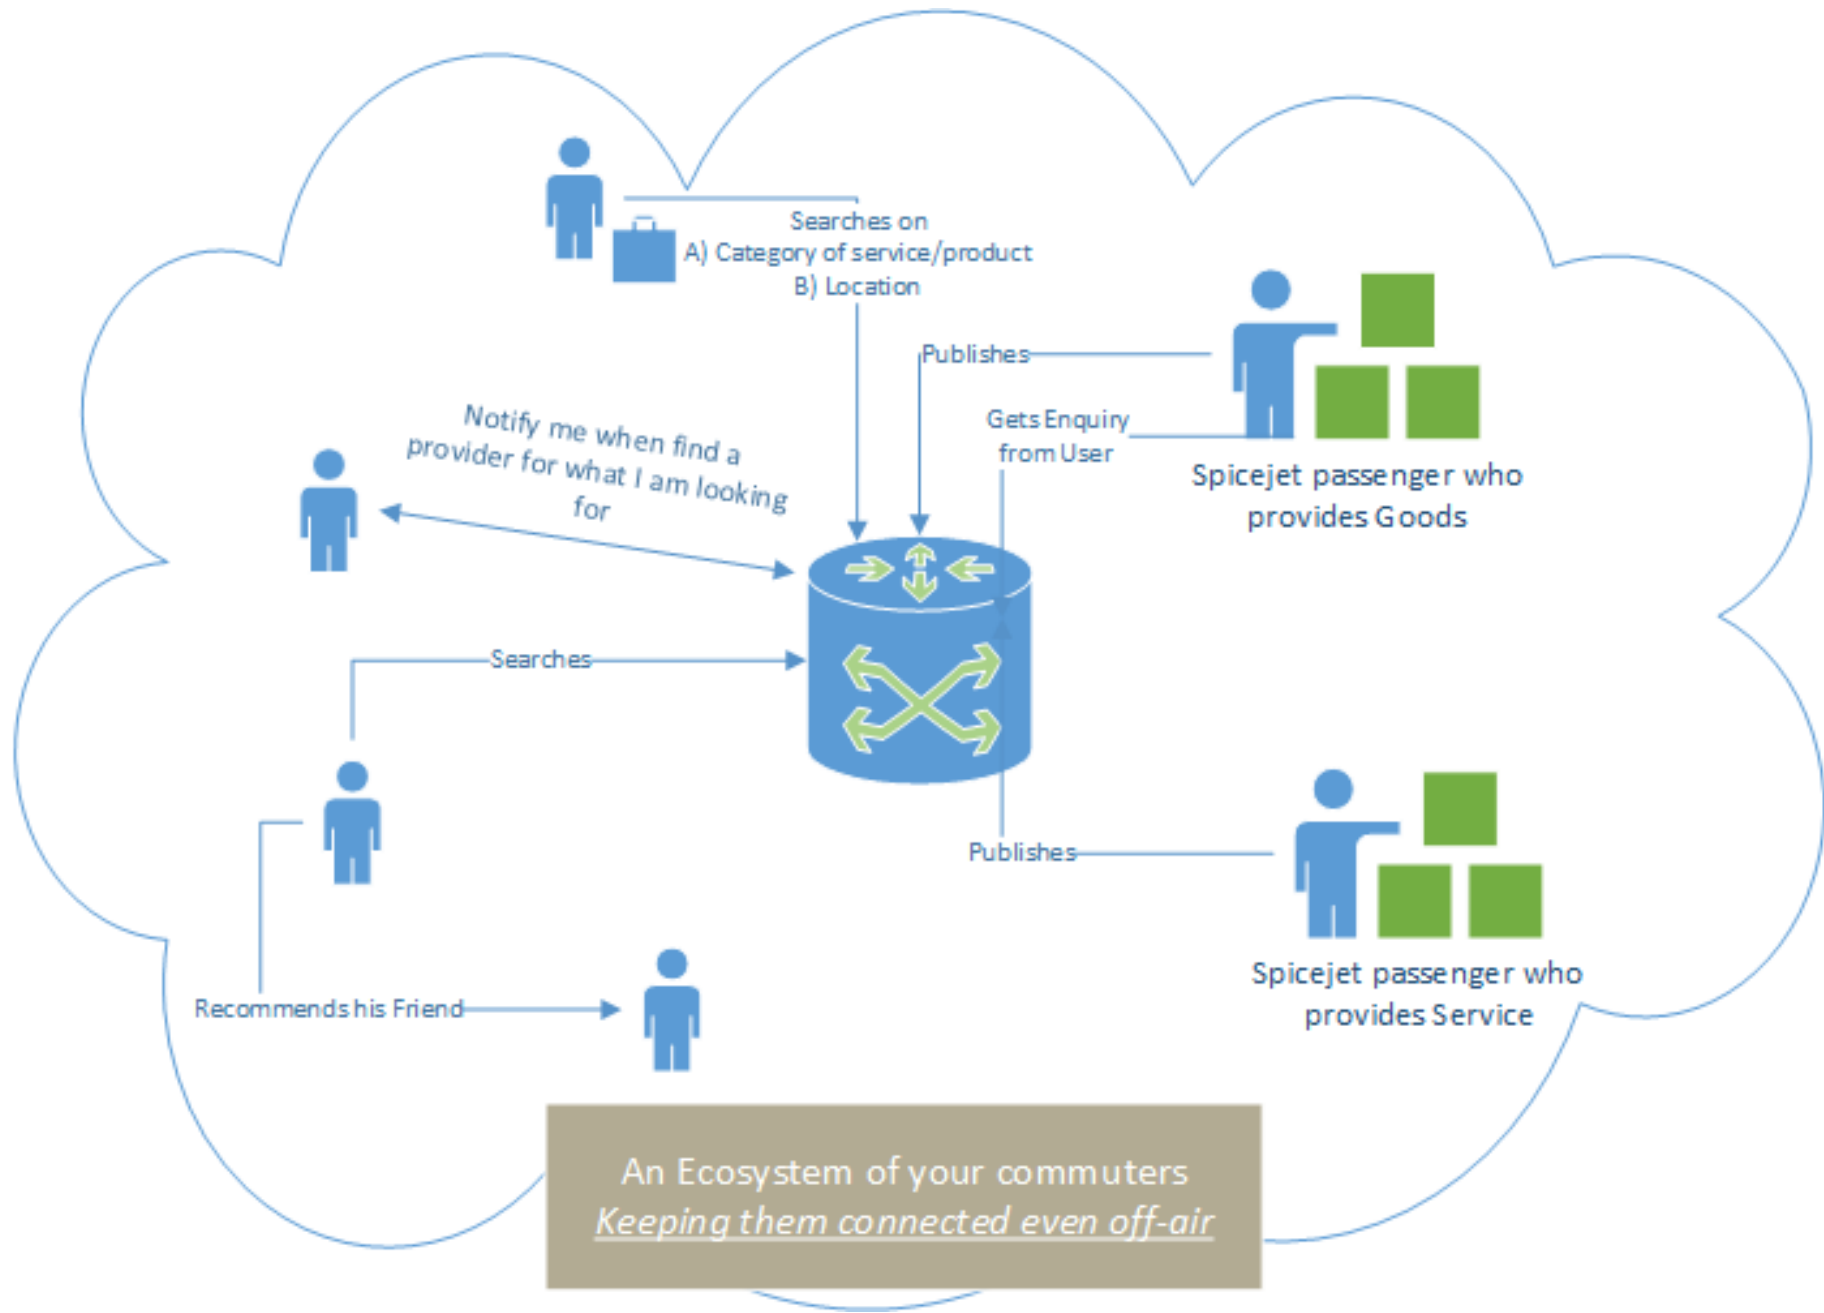 Searches on
A) Category of service/product
B) Location
Publishes
Gets Enquiry
from User
Spicejet passenger who
provides Goods
Notify me when find a
provider for what I am looking
for
Searches
Publishes
Spicejet passenger who
provides Service
Recommends his Friend
An Ecosystem of your commuters
Keeping them connected even off-air